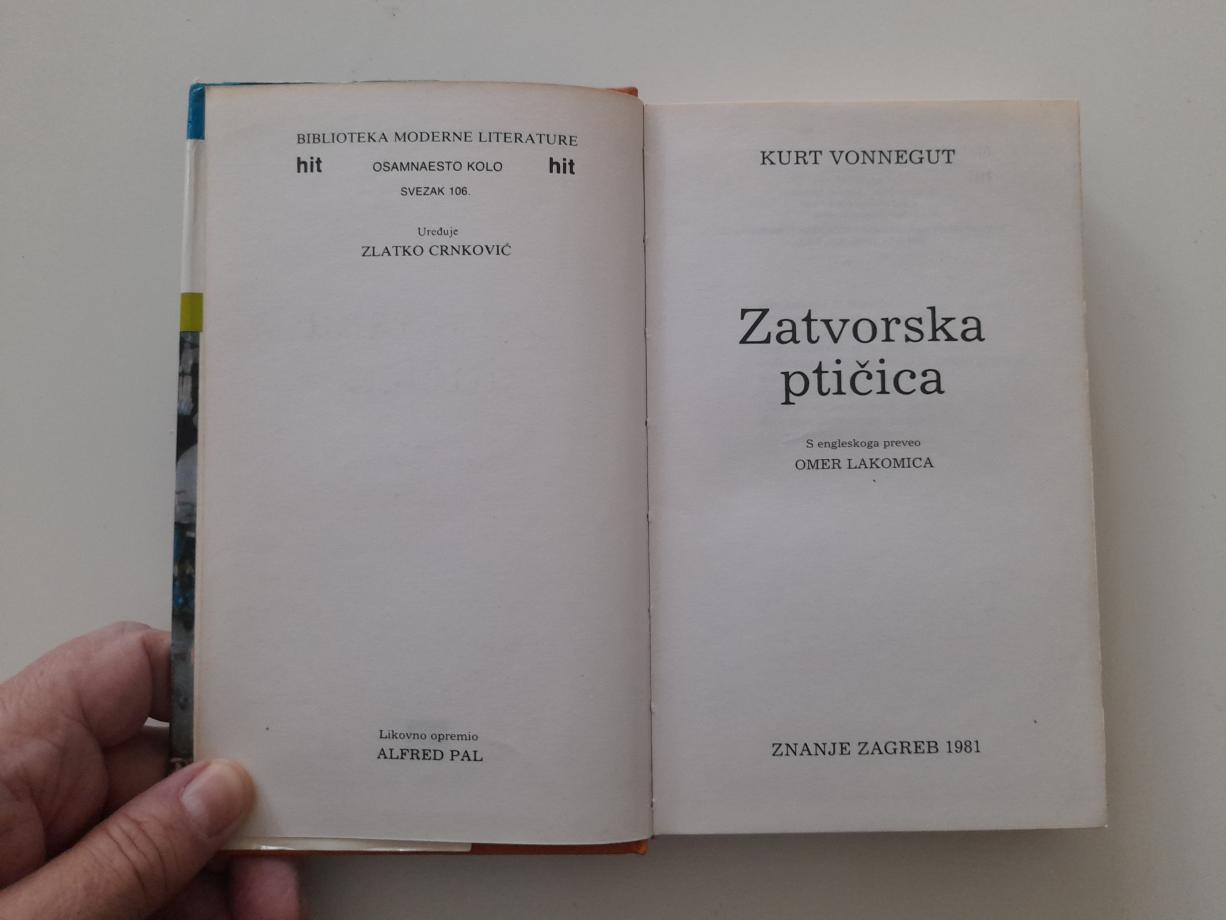 BIBLIOTEKA MODERNE LITERATURE
hit OSAMNAESTO KOLO hit
SVEZAK 106.
Uređuje
ZLATKO CRNKOVIĆ
Likovno opremio
ALFRED PAL
KURT VONNEGUT
Zatvorska
ptičica
S engleskoga preveo
OMER LAKOMICA
ZNANJE ZAGREB 1981